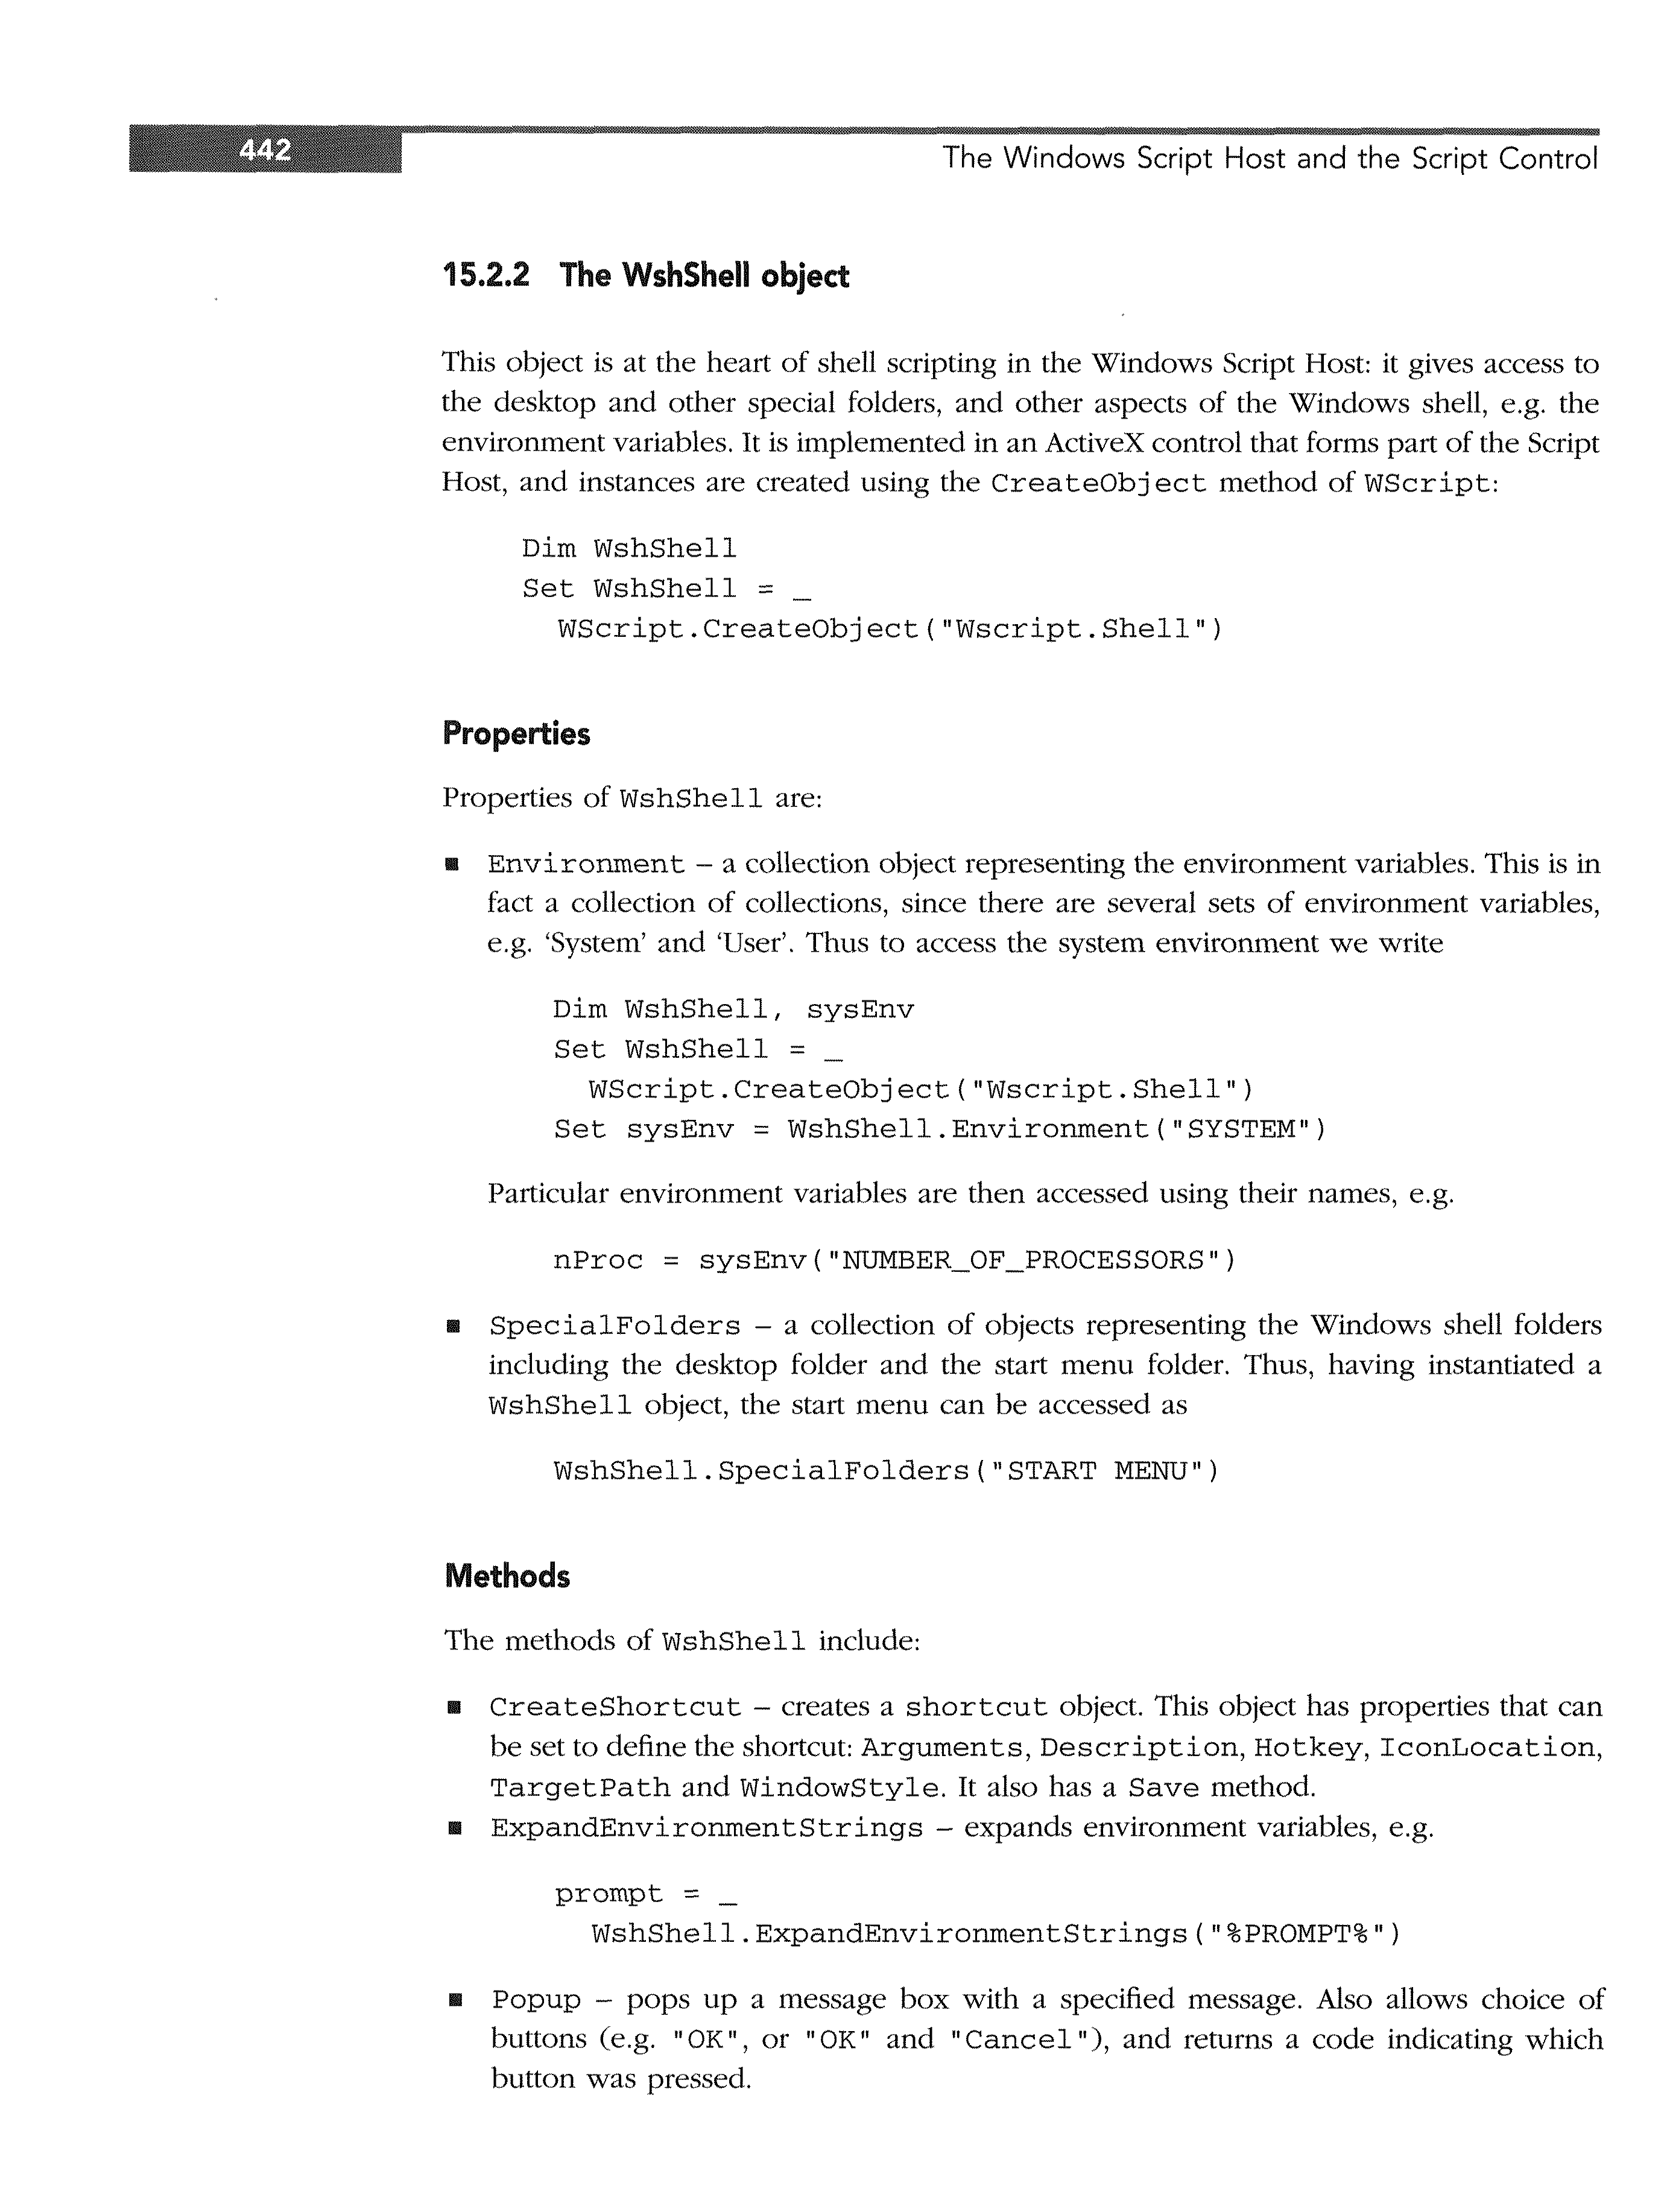 442
The Windows Script Host and the Script Control
15.2.2 The WshShell object
This object is at the heart of shell scripting in the Windows Script Host: it gives access to
the desktop and other special folders, and other aspects of the Windows shell, e.g. the
environment variables. It is implemented in an ActiveX control that forms part of the Script
Host, and instances are created using the CreateObject method of WScript:
Dim WshShell
Set WshShell = _
WScript.CreateObject("Wscript.Shell")
Properties
Properties of WshShell are:
■ Environment – a collection object representing the environment variables. This is in
fact a collection of collections, since there are several sets of environment variables,
e.g. ‘System’ and ‘User’. Thus to access the system environment we write
Dim WshShell, sysEnv
Set WshShell = _
WScript.CreateObject("Wscript.Shell")
Set sysEnv = WshShell.Environment("SYSTEM")
Particular environment variables are then accessed using their names, e.g.
nProc = sysEnv("NUMBER_OF_PROCESSORS")
■ SpecialFolders – a collection of objects representing the Windows shell folders
including the desktop folder and the start menu folder. Thus, having instantiated a
WshShell object, the start menu can be accessed as
WshShell.SpecialFolders("START MENU")
Methods
The methods of WshShell include:
■ CreateShortcut – creates a shortcut object. This object has properties that can
be set to define the shortcut: Arguments, Description, Hotkey, IconLocation,
TargetPath and WindowStyle. It also has a Save method.
■ ExpandEnvironmentStrings – expands environment variables, e.g.
prompt = _
WshShell.ExpandEnvironmentStrings("%PROMPT%")
■ Popup – pops up a message box with a specified message. Also allows choice of
buttons (e.g. "OK", or "OK" and "Cancel"), and returns a code indicating which
button was pressed.